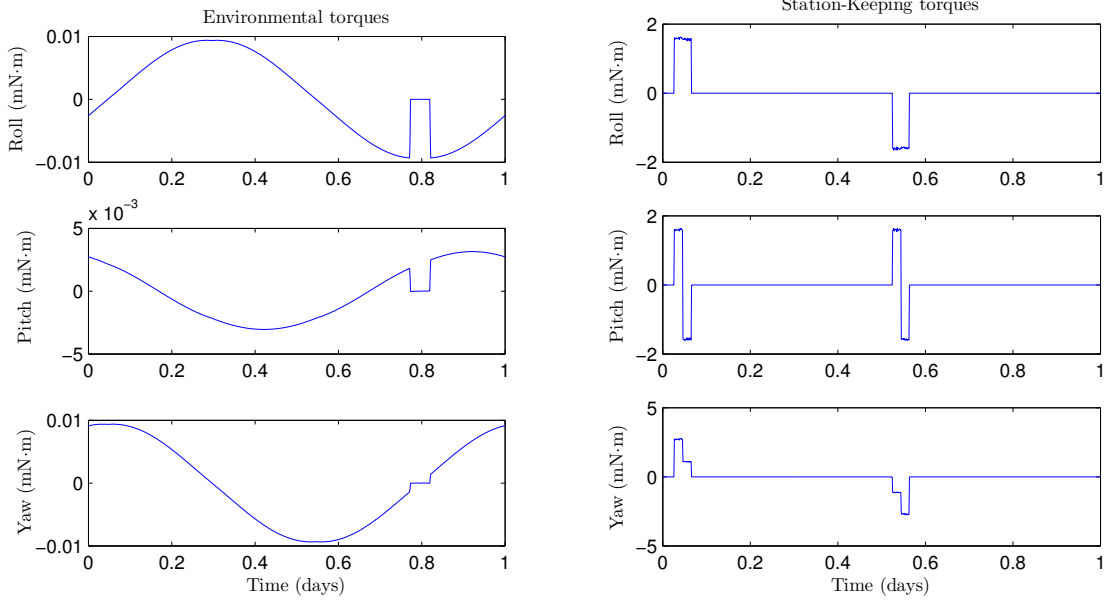 Environmental torques
0.01
0
−0.01
Roll (mN·m)
0 0.2 0.4 0.6 0.8 1
x 10⁻³
5
0
−5
Pitch (mN·m)
0 0.2 0.4 0.6 0.8 1
0.01
0
−0.01
Yaw (mN·m)
0 0.2 0.4 0.6 0.8 1
Time (days)
Station-Keeping torques
2
0
−2
Roll (mN·m)
0 0.2 0.4 0.6 0.8 1
2
0
−2
Pitch (mN·m)
0 0.2 0.4 0.6 0.8 1
5
0
−5
Yaw (mN·m)
0 0.2 0.4 0.6 0.8 1
Time (days)